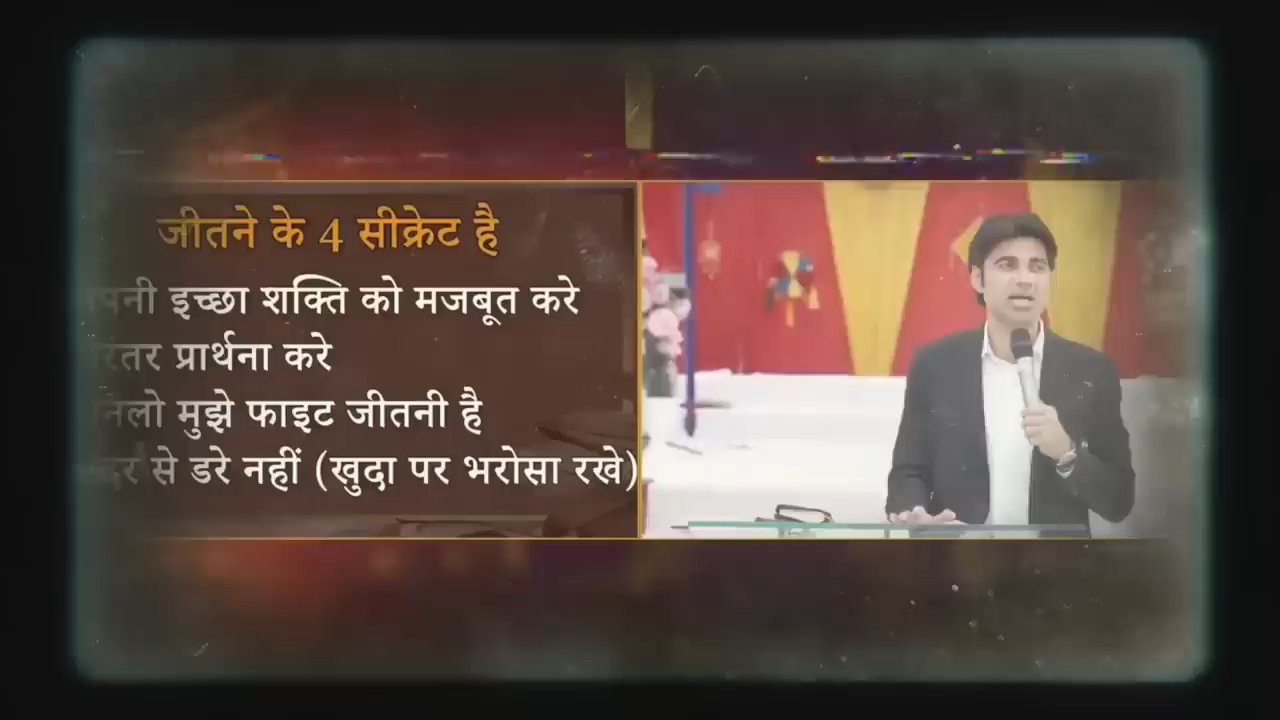 जीतने के 4 सीक्रेट है
इच्छा शक्ति को मजबूत करे
प्रार्थना करे
मुझे फाइट जीतनी है
से डरे नहीं (खुदा पर भरोसा रखे)